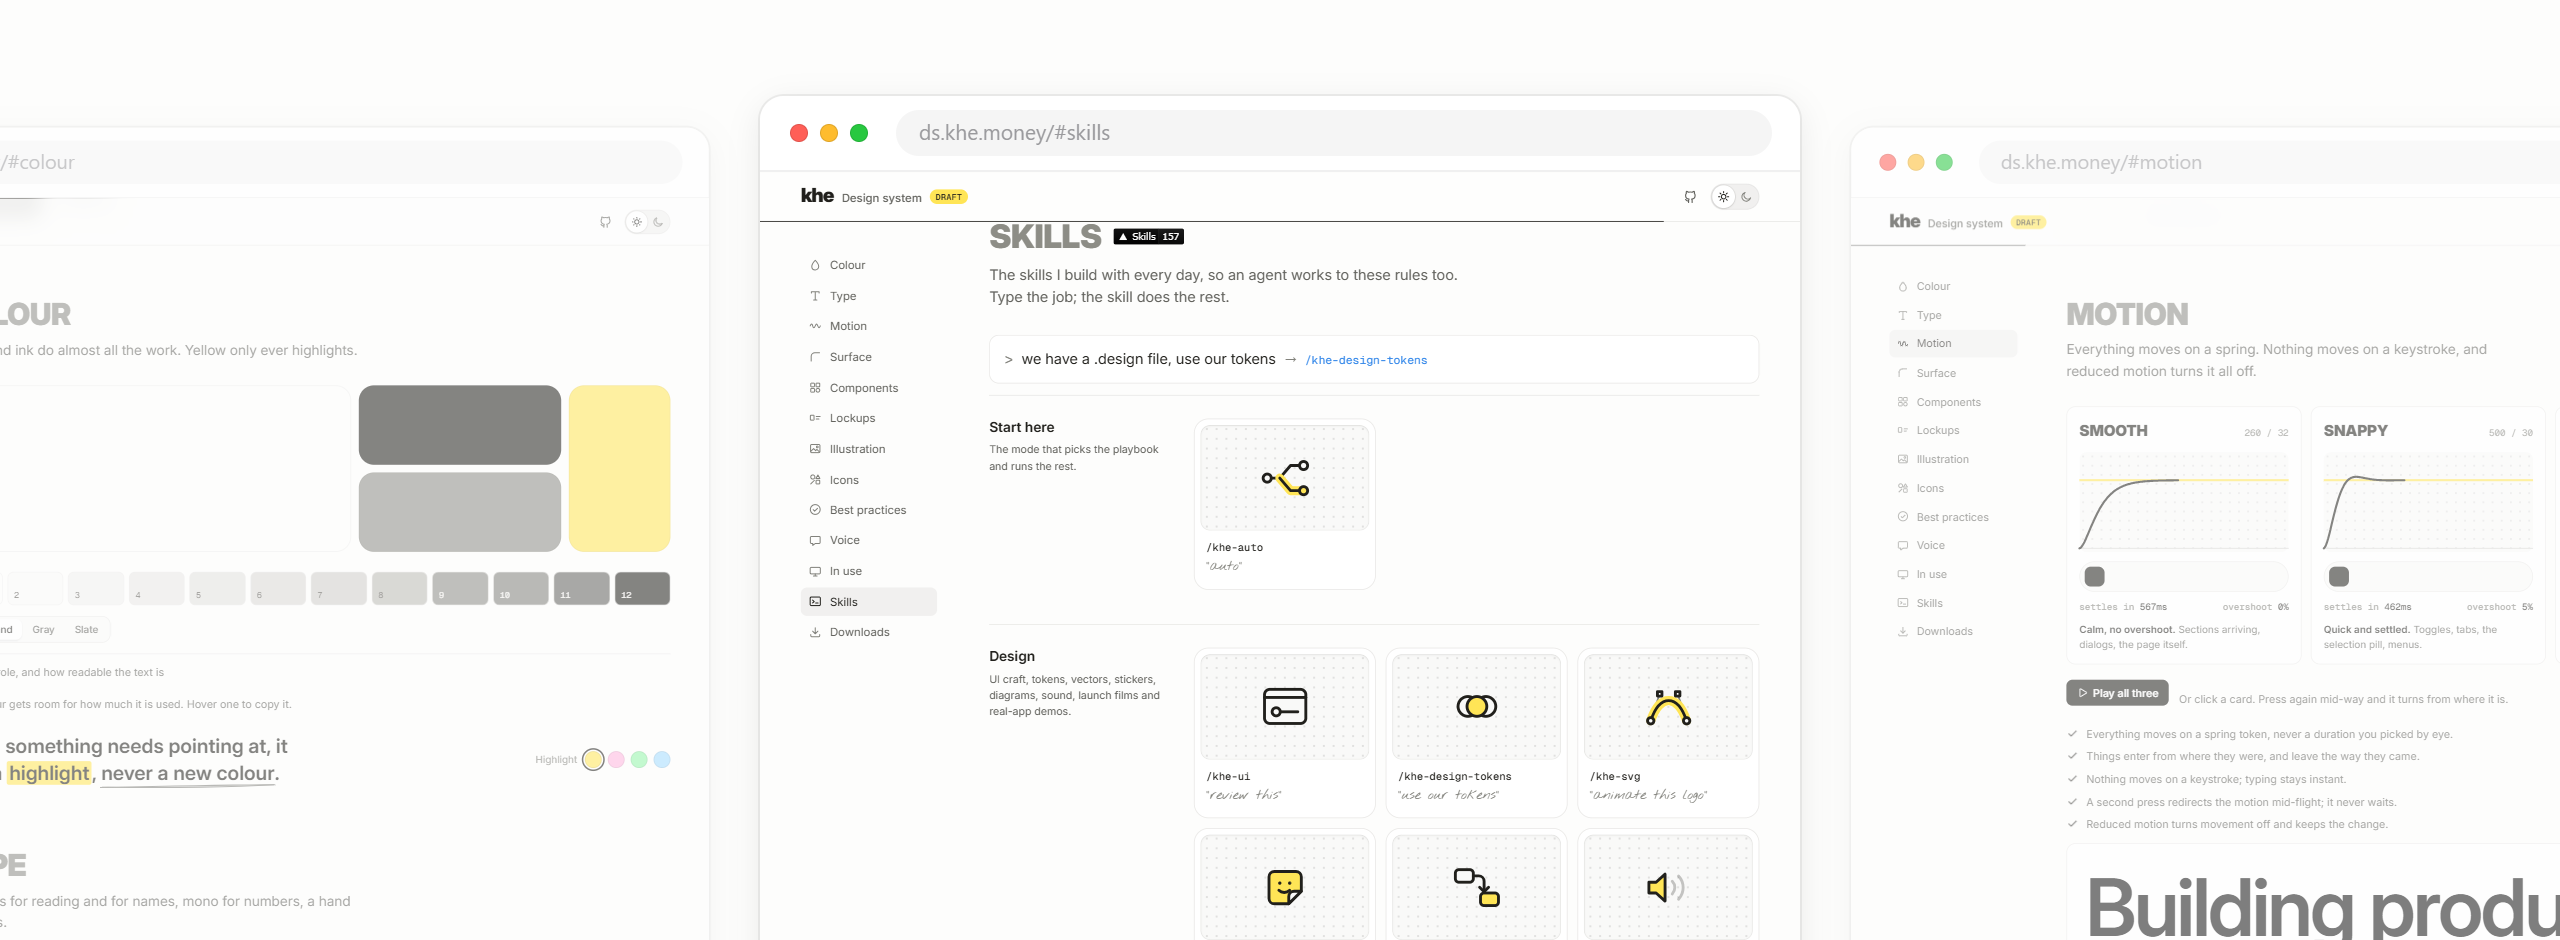 /#colour
LOUR
nd ink do almost all the work. Yellow only ever highlights.
2 3 4 5 6 7 8 9 10 11 12
nd Gray Slate
ole, and how readable the text is
ur gets room for how much it is used. Hover one to copy it.
something needs pointing at, it
highlight, never a new colour.
Highlight
PE
s for reading and for names, mono for numbers, a hand
s.
ds.khe.money/#skills
khe Design system DRAFT
Colour
Type
Motion
Surface
Components
Lockups
Illustration
Icons
Best practices
Voice
In use
Skills
Downloads
SKILLS ▲ Skills 157
The skills I build with every day, so an agent works to these rules too.
Type the job; the skill does the rest.
> we have a .design file, use our tokens → /khe-design-tokens
Start here
The mode that picks the playbook
and runs the rest.
/khe-auto
"auto"
Design
UI craft, tokens, vectors, stickers,
diagrams, sound, launch films and
real-app demos.
/khe-ui
"review this"
/khe-design-tokens
"use our tokens"
/khe-svg
"animate this logo"
ds.khe.money/#motion
khe Design system DRAFT
Colour
Type
Motion
Surface
Components
Lockups
Illustration
Icons
Best practices
Voice
In use
Skills
Downloads
MOTION
Everything moves on a spring. Nothing moves on a keystroke, and
reduced motion turns it all off.
SMOOTH 260 / 32
settles in 567ms overshoot 0%
Calm, no overshoot. Sections arriving,
dialogs, the page itself.
SNAPPY 500 / 30
settles in 462ms overshoot 5%
Quick and settled. Toggles, tabs, the
selection pill, menus.
Play all three Or click a card. Press again mid-way and it turns from where it is.
Everything moves on a spring token, never a duration you picked by eye.
Things enter from where they were, and leave the way they came.
Nothing moves on a keystroke; typing stays instant.
A second press redirects the motion mid-flight; it never waits.
Reduced motion turns movement off and keeps the change.
Building produ